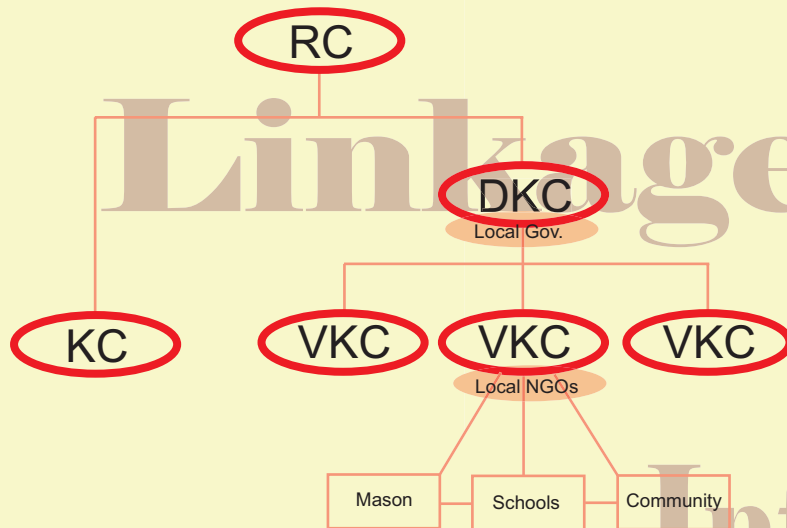 RC
Linkage
DKC
Local Gov.
KC
VKC
VKC
VKC
Local NGOs
Mason
Schools
Community